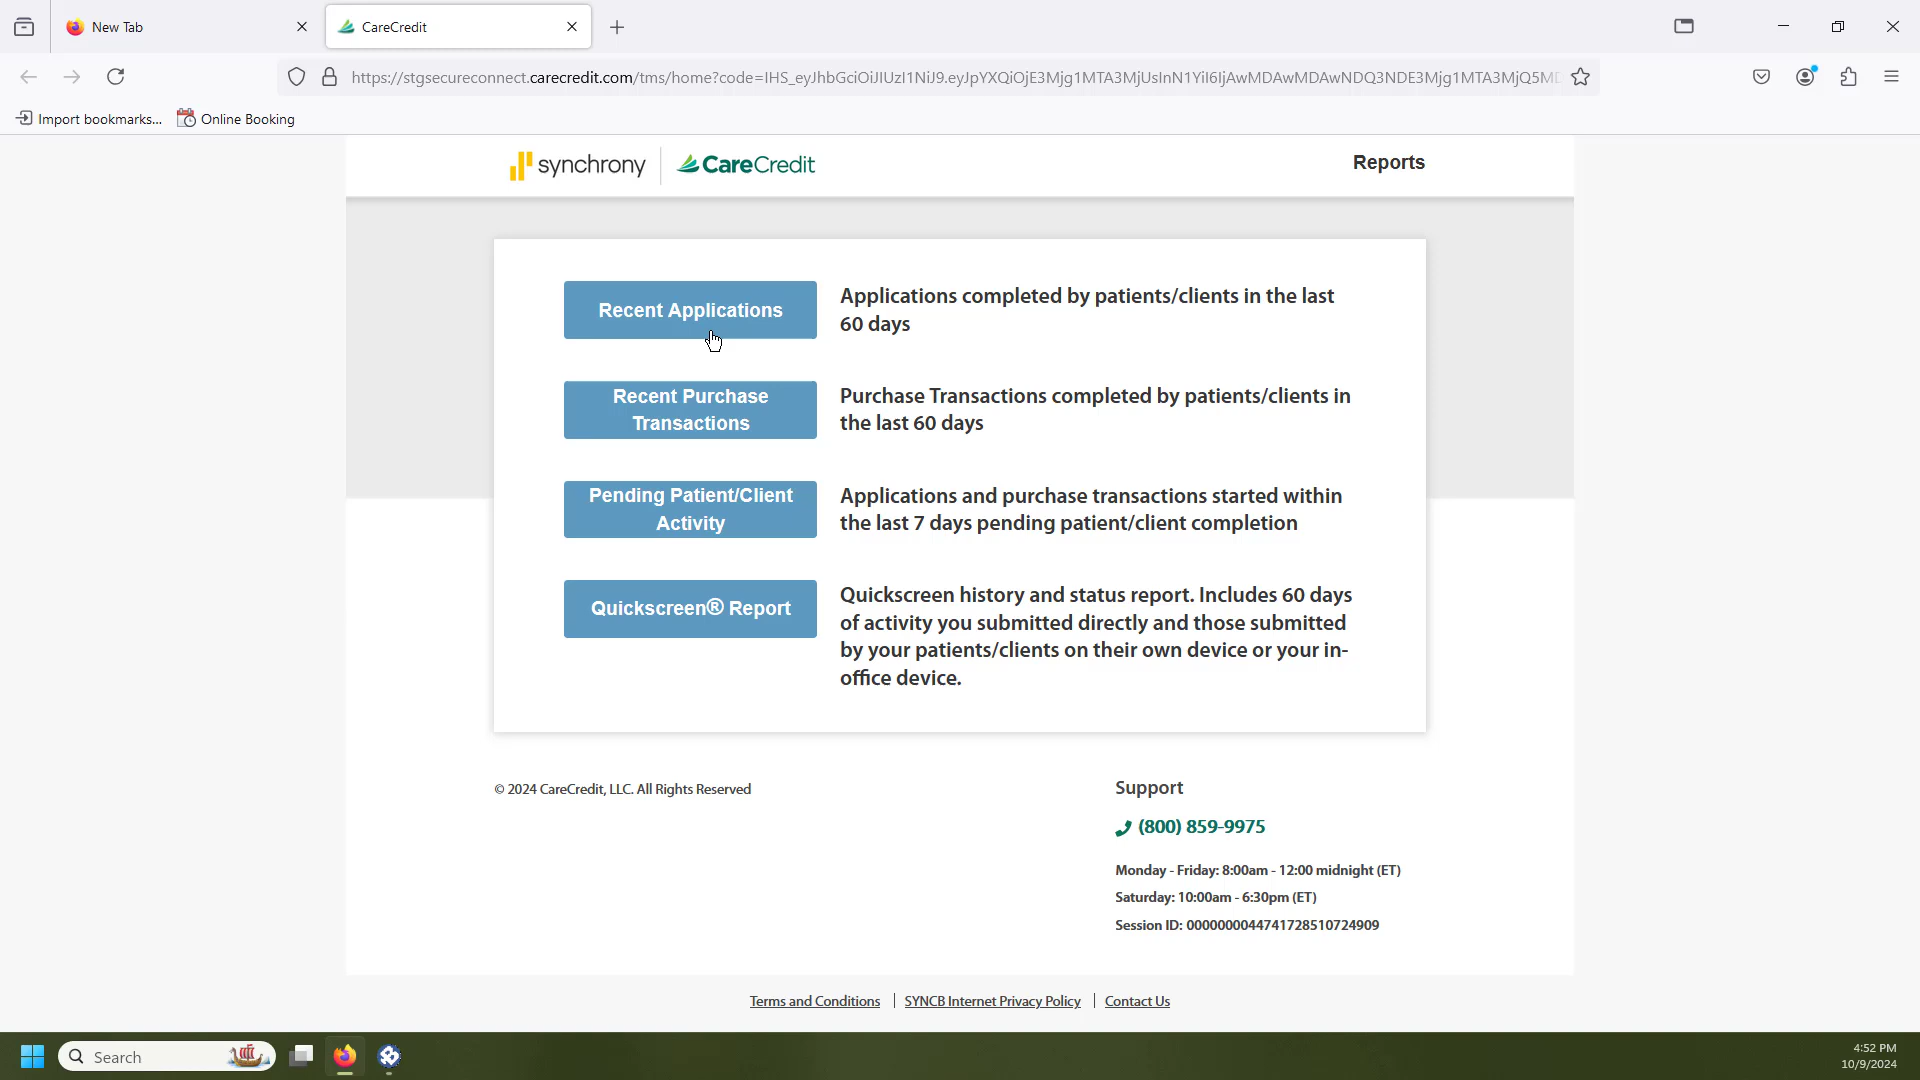 New Tab
CareCredit
https://stgsecureconnect.carecredit.com/tms/home?code=IHS_eyJhbGciOiJIUzI1NiJ9.eyJpYXQiOjE3Mjg1MTA3MjUsInN1YiI6IjAwMDAwMDAwNDQ3NDE3Mjg1MTA3MjQ5MD
Import bookmarks...
Online Booking
synchrony
CareCredit
Reports
Recent Applications
Applications completed by patients/clients in the last
60 days
Recent Purchase
Transactions
Purchase Transactions completed by patients/clients in
the last 60 days
Pending Patient/Client
Activity
Applications and purchase transactions started within
the last 7 days pending patient/client completion
Quickscreen® Report
Quickscreen history and status report. Includes 60 days
of activity you submitted directly and those submitted
by your patients/clients on their own device or your in-
office device.
© 2024 CareCredit, LLC. All Rights Reserved
Support
(800) 859-9975
Monday - Friday: 8:00am - 12:00 midnight (ET)
Saturday: 10:00am - 6:30pm (ET)
Session ID: 0000000044741728510724909
Terms and Conditions
SYNCB Internet Privacy Policy
Contact Us
Search
4:52 PM
10/9/2024